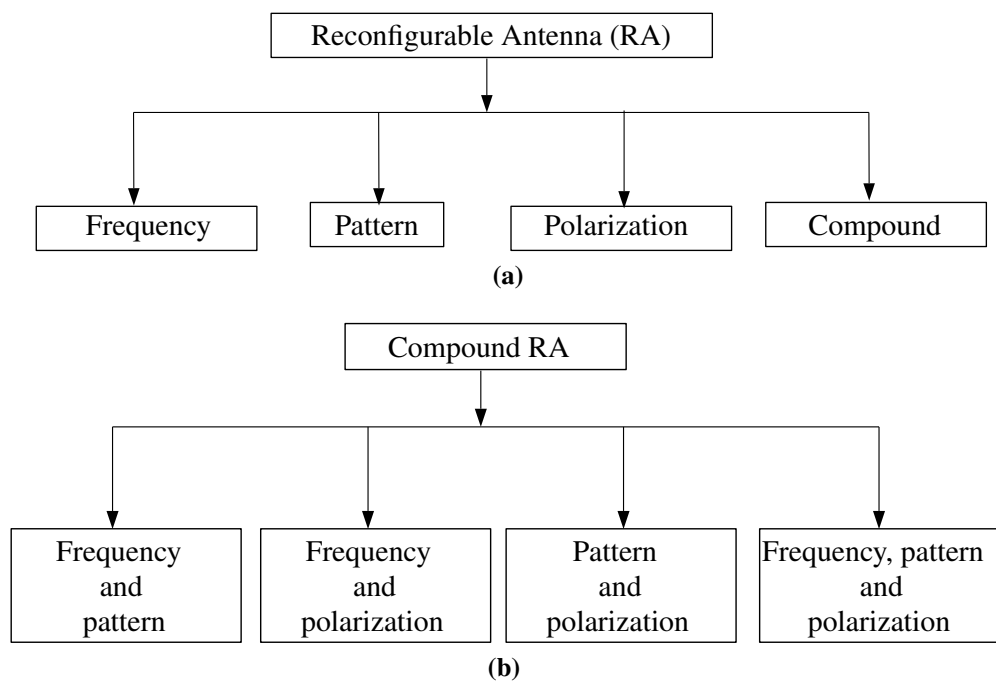 Reconfigurable Antenna (RA)
Frequency
Pattern
Polarization
Compound
(a)
Compound RA
Frequency
and
pattern
Frequency
and
polarization
Pattern
and
polarization
Frequency, pattern
and
polarization
(b)